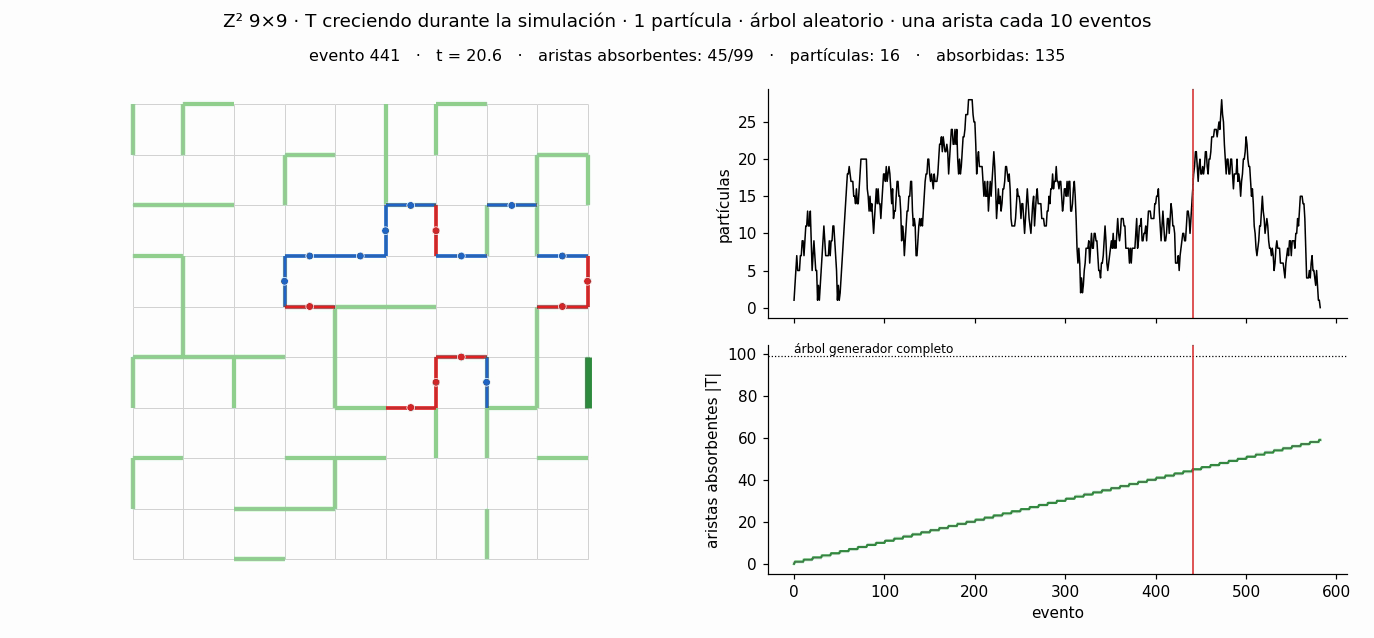 Z² 9×9 · T creciendo durante la simulación · 1 partícula · árbol aleatorio · una arista cada 10 eventos
evento 441 · t = 20.6 · aristas absorbentes: 45/99 · partículas: 16 · absorbidas: 135
partículas
25
20
15
10
5
0
árbol generador completo
aristas absorbentes |T|
100
80
60
40
20
0
0 100 200 300 400 500 600
evento